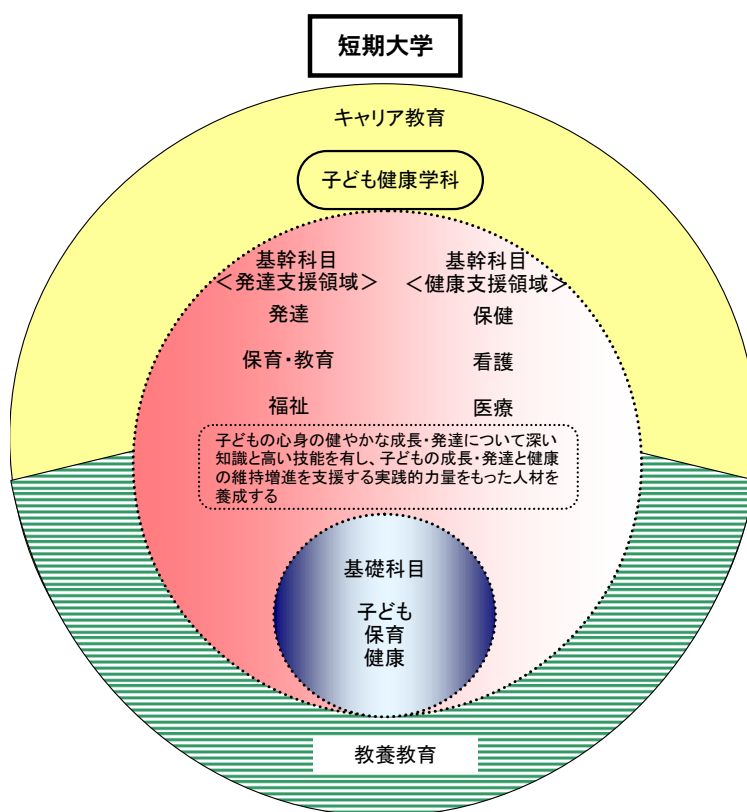 短期大学
キャリア教育
子ども健康学科
基幹科目
＜発達支援領域＞
発達
保育・教育
福祉
基幹科目
＜健康支援領域＞
保健
看護
医療
子どもの心身の健やかな成長・発達について深い
知識と高い技能を有し、子どもの成長・発達と健康
の維持増進を支援する実践的力量をもった人材を
養成する
基礎科目
子ども
保育
健康
教養教育